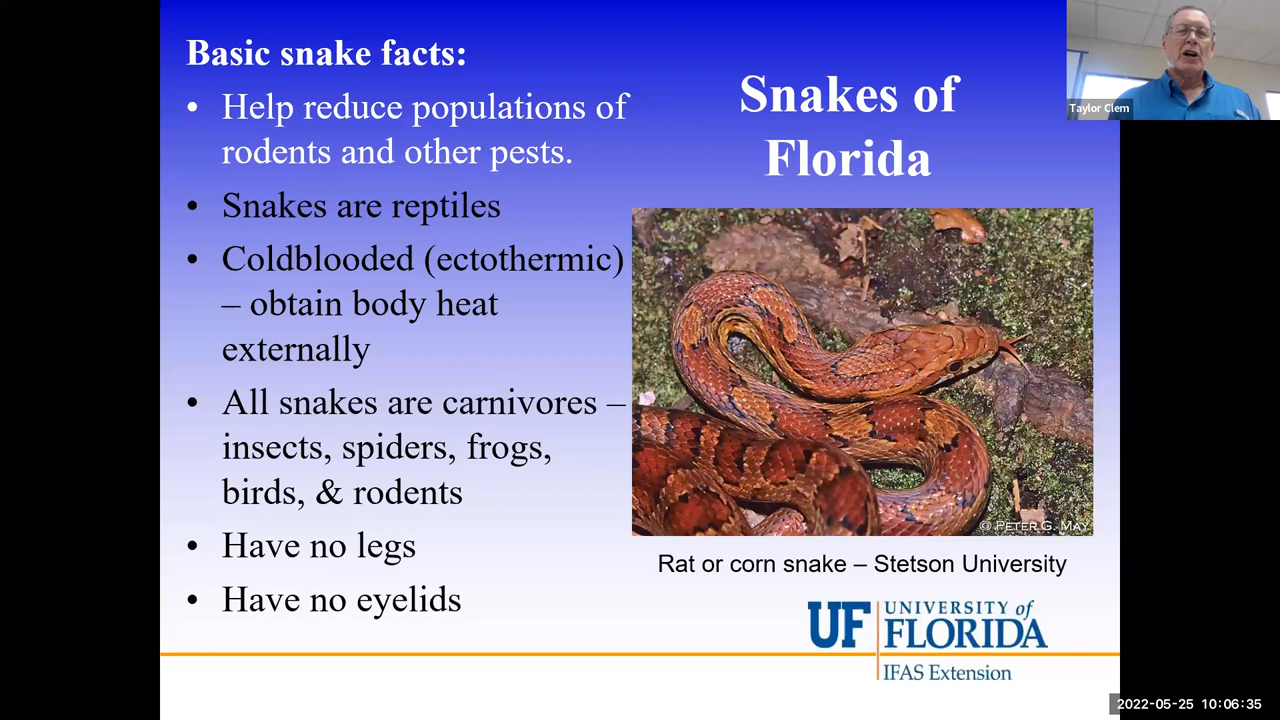 Basic snake facts:
• Help reduce populations of
rodents and other pests.
• Snakes are reptiles
• Coldblooded (ectothermic)
– obtain body heat
externally
• All snakes are carnivores –
insects, spiders, frogs,
birds, & rodents
• Have no legs
• Have no eyelids
Snakes of
Florida
© PETER G. MAY
Rat or corn snake – Stetson University
UF UNIVERSITY of
FLORIDA
IFAS Extension
Taylor Clem
2022-05-25 10:06:35